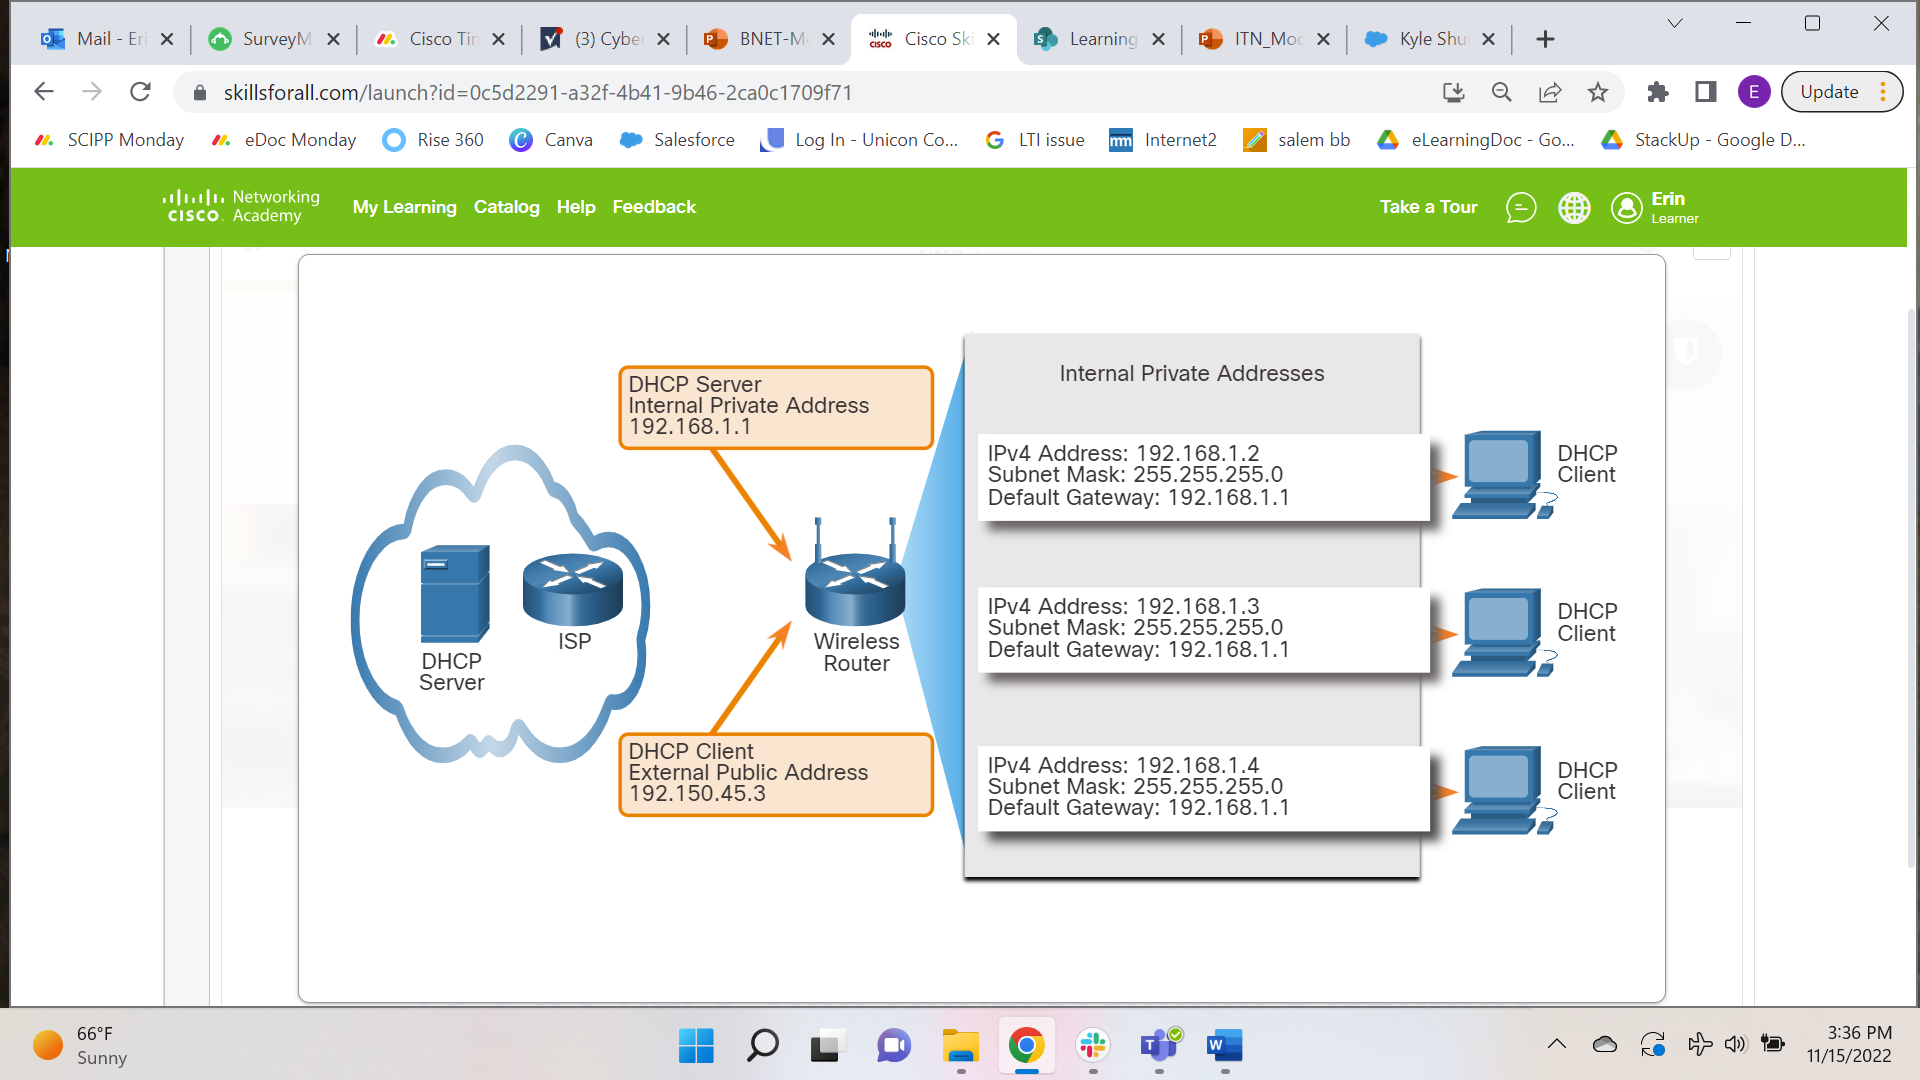 Mail - Eri
SurveyM
Cisco Tin
(3) Cyber
BNET-Mo
Cisco Ski
Learning
ITN_Moc
Kyle Shul
skillsforall.com/launch?id=0c5d2291-a32f-4b41-9b46-2ca0c1709f71
E
Update
SCIPP Monday
eDoc Monday
Rise 360
Canva
Salesforce
Log In - Unicon Co...
LTI issue
Internet2
salem bb
eLearningDoc - Go...
StackUp - Google D...
CISCO. Networking Academy
My Learning
Catalog
Help
Feedback
Take a Tour
Erin
Learner
DHCP Server
Internal Private Address
192.168.1.1
DHCP
Server
ISP
Wireless
Router
DHCP Client
External Public Address
192.150.45.3
Internal Private Addresses
IPv4 Address: 192.168.1.2
Subnet Mask: 255.255.255.0
Default Gateway: 192.168.1.1
DHCP
Client
IPv4 Address: 192.168.1.3
Subnet Mask: 255.255.255.0
Default Gateway: 192.168.1.1
DHCP
Client
IPv4 Address: 192.168.1.4
Subnet Mask: 255.255.255.0
Default Gateway: 192.168.1.1
DHCP
Client
66°F
Sunny
3:36 PM
11/15/2022